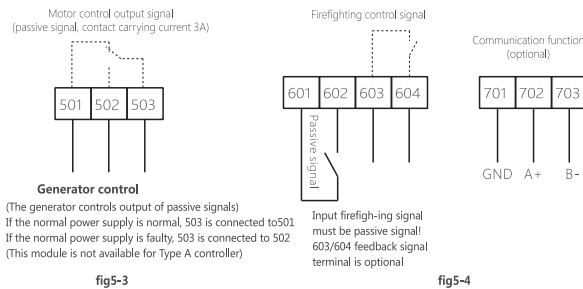 Motor control output signal
(passive signal, contact carrying current 3A)
501 502 503
Generator control
(The generator controls output of passive signals)
If the normal power supply is normal, 503 is connected to501
If the normal power supply is faulty, 503 is connected to 502
(This module is not available for Type A controller)
fig5-3
Firefighting control signal
601 602 603 604
Passive signal
Input firefigh-ing signal
must be passive signal!
603/604 feedback signal
terminal is optional
fig5-4
Communication function
(optional)
701 702 703
GND A+ B-